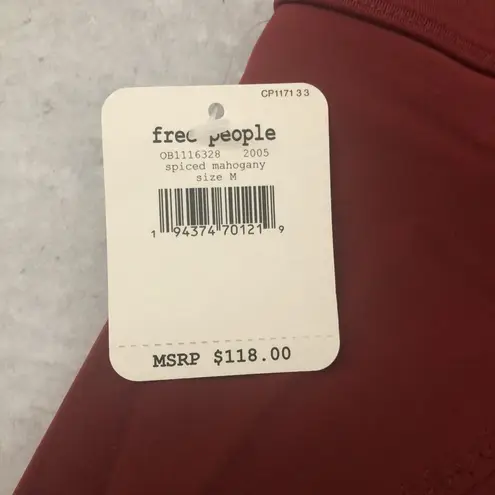 CP117133
free people
OB1116328 2005
spiced mahogany
size M
1 94374 70121 9
MSRP $118.00